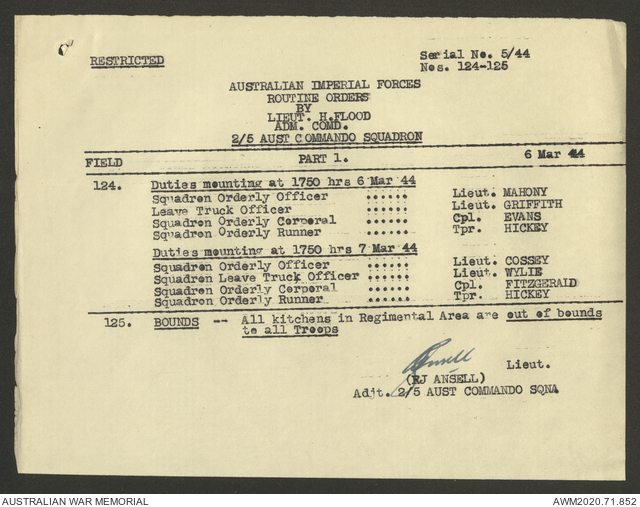 RESTRICTED
Serial No. 5/44
Nos. 124-125
AUSTRALIAN IMPERIAL FORCES
ROUTINE ORDERS
BY
LIEUT. H.FLOOD
ADM. COMD.
2/5 AUST COMMANDO SQUADRON
FIELD PART 1. 6 Mar 44
124. Duties mounting at 1750 hrs 6 Mar 44
Squadron Orderly Officer ...... Lieut. MAHONY
Leave Truck Officer ...... Lieut. GRIFFITH
Squadron Orderly Corporal ...... Cpl. EVANS
Squadron Orderly Runner ...... Tpr. HICKEY
Duties mounting at 1750 hrs 7 Mar 44
Squadron Orderly Officer ...... Lieut. COSSEY
Squadron Leave Truck Officer ...... Lieut. WYLIE
Squadron Orderly Corporal ...... Cpl. FITZGERALD
Squadron Orderly Runner ...... Tpr. HICKEY
125. BOUNDS -- All kitchens in Regimental Area are out of bounds
to all Troops
Ansell Lieut.
(RJ ANSELL)
Adjt. 2/5 AUST COMMANDO SQN
AUSTRALIAN WAR MEMORIAL AWM2020.71.852